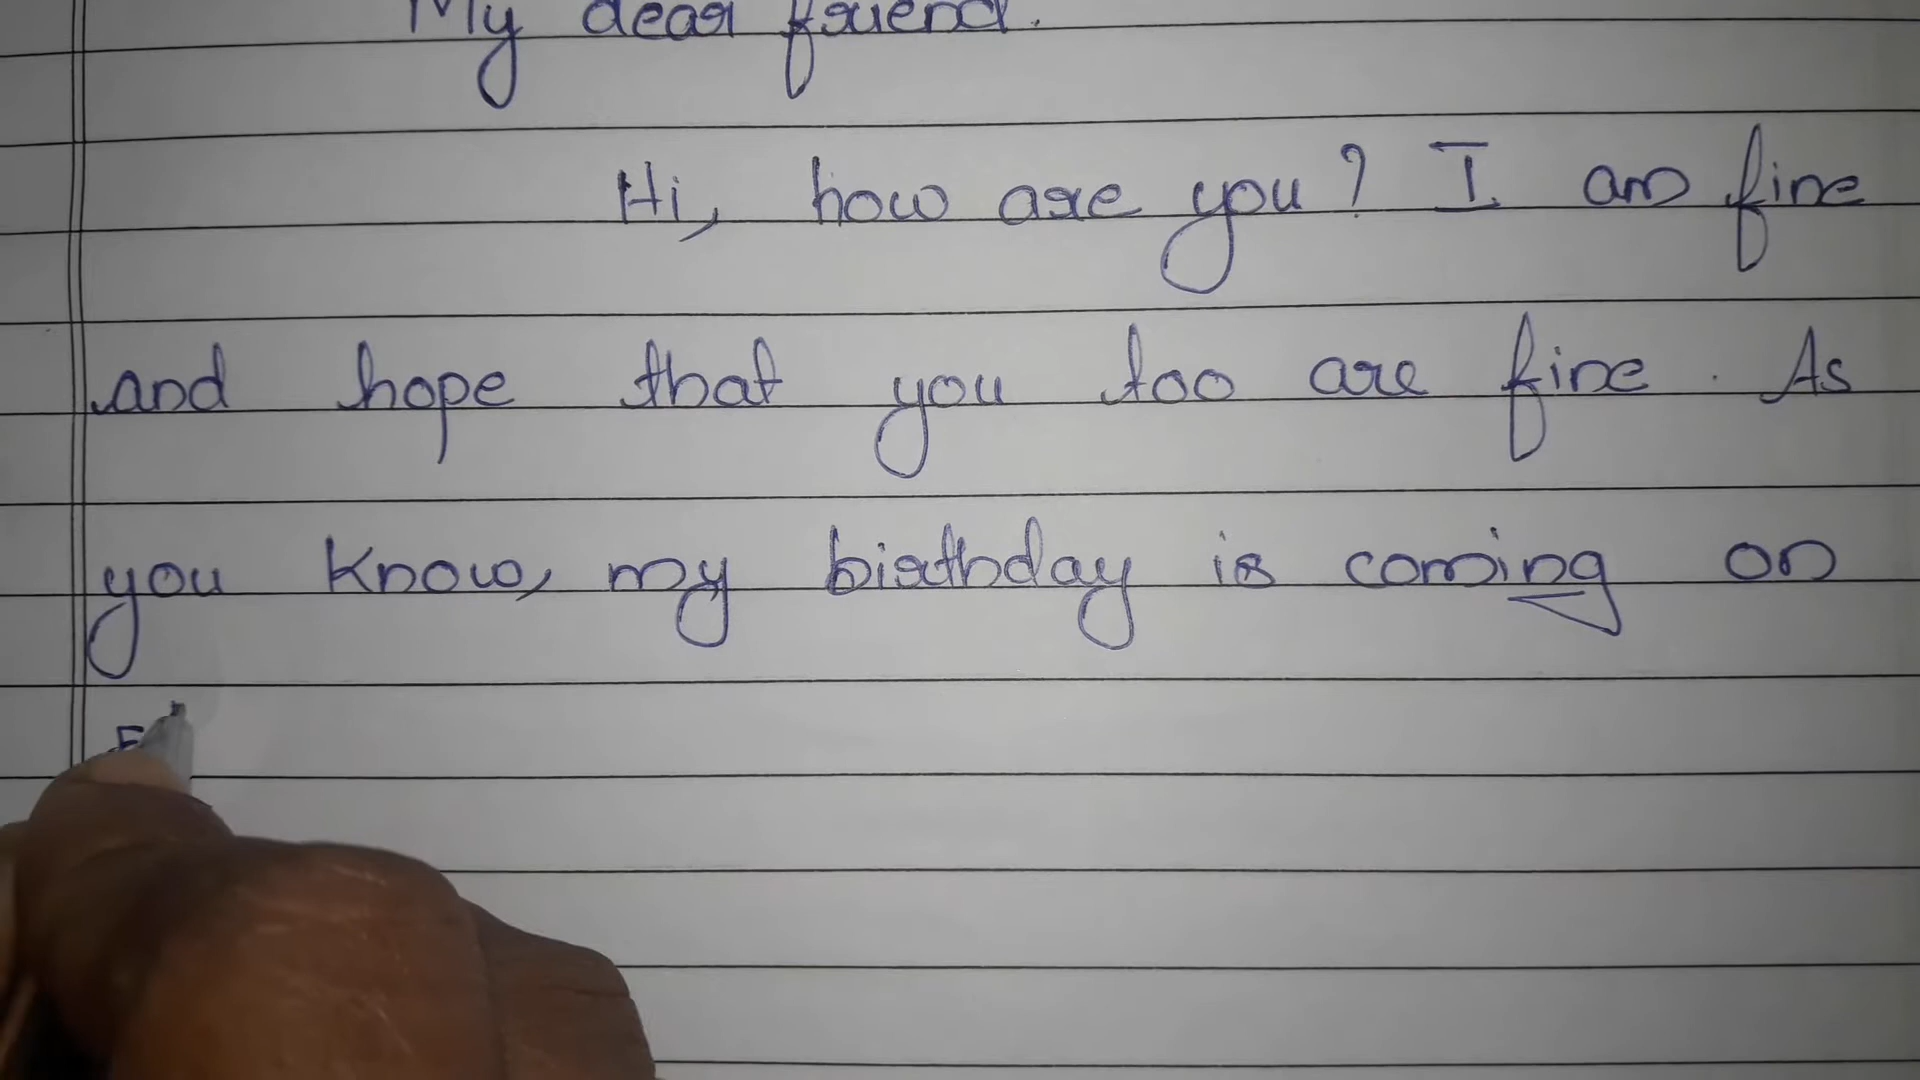 My dear friend.
Hi, how are you? I am fine
and hope that you too are fine. As
you know, my birthday is coming on